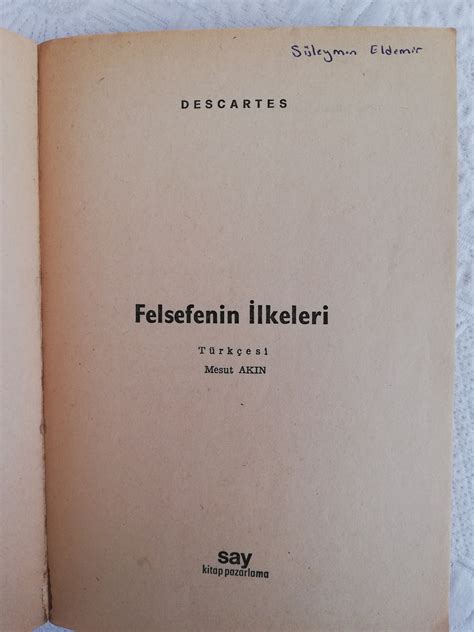 Süleyman Eldemir
DESCARTES
Felsefenin İlkeleri
Türkçesi
Mesut AKIN
say
kitap pazarlama